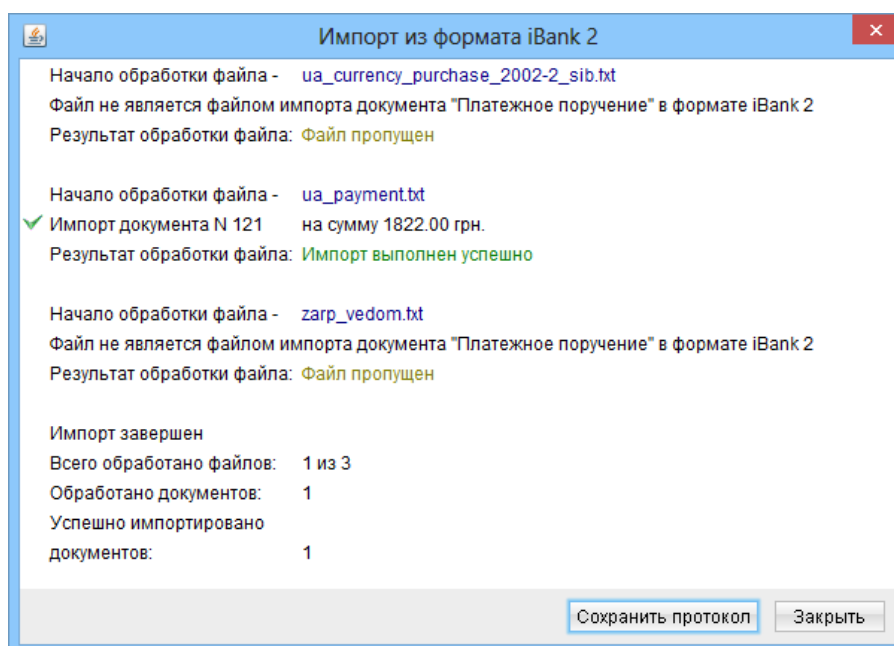 Импорт из формата iBank 2
Начало обработки файла - ua_currency_purchase_2002-2_sib.txt
Файл не является файлом импорта документа "Платежное поручение" в формате iBank 2
Результат обработки файла: Файл пропущен
Начало обработки файла - ua_payment.txt
Импорт документа N 121 на сумму 1822.00 грн.
Результат обработки файла: Импорт выполнен успешно
Начало обработки файла - zarp_vedom.txt
Файл не является файлом импорта документа "Платежное поручение" в формате iBank 2
Результат обработки файла: Файл пропущен
Импорт завершен
Всего обработано файлов: 1 из 3
Обработано документов: 1
Успешно импортировано
документов: 1
Сохранить протокол Закрыть